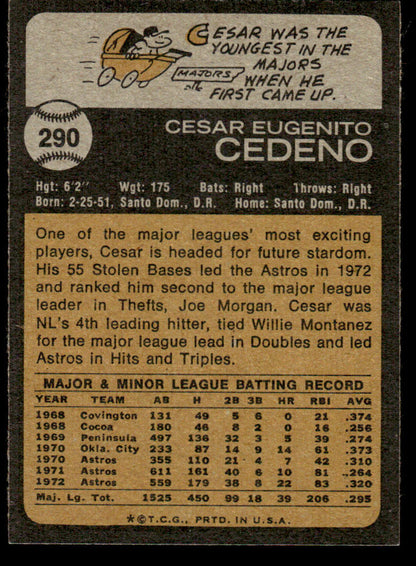 CESAR WAS THE
YOUNGEST IN THE
MAJORS
WHEN HE
FIRST CAME UP.
MAJORS
290
CESAR EUGENITO
CEDENO
Hgt: 6'2" Wgt: 175 Bats: Right Throws: Right
Born: 2-25-51, Santo Dom., D.R. Home: Santo Dom., D.R.
One of the major leagues' most exciting
players, Cesar is headed for future stardom.
His 55 Stolen Bases led the Astros in 1972
and ranked him second to the major league
leader in Thefts, Joe Morgan. Cesar was
NL's 4th leading hitter, tied Willie Montanez
for the major league lead in Doubles and led
Astros in Hits and Triples.
MAJOR & MINOR LEAGUE BATTING RECORD
YEAR TEAM AB H 2B 3B HR RBI AVG
1968 Covington 131 49 5 6 0 21 .374
1968 Cocoa 180 46 8 2 0 16 .256
1969 Peninsula 497 136 32 3 5 39 .274
1970 Okla. City 233 87 14 9 14 61 .373
1970 Astros 355 110 21 4 7 42 .310
1971 Astros 611 161 40 6 10 81 .264
1972 Astros 559 179 38 8 22 83 .320
Maj. Lg. Tot. 1525 450 99 18 39 206 .295
*©T.C.G., PRTD. IN U.S.A.